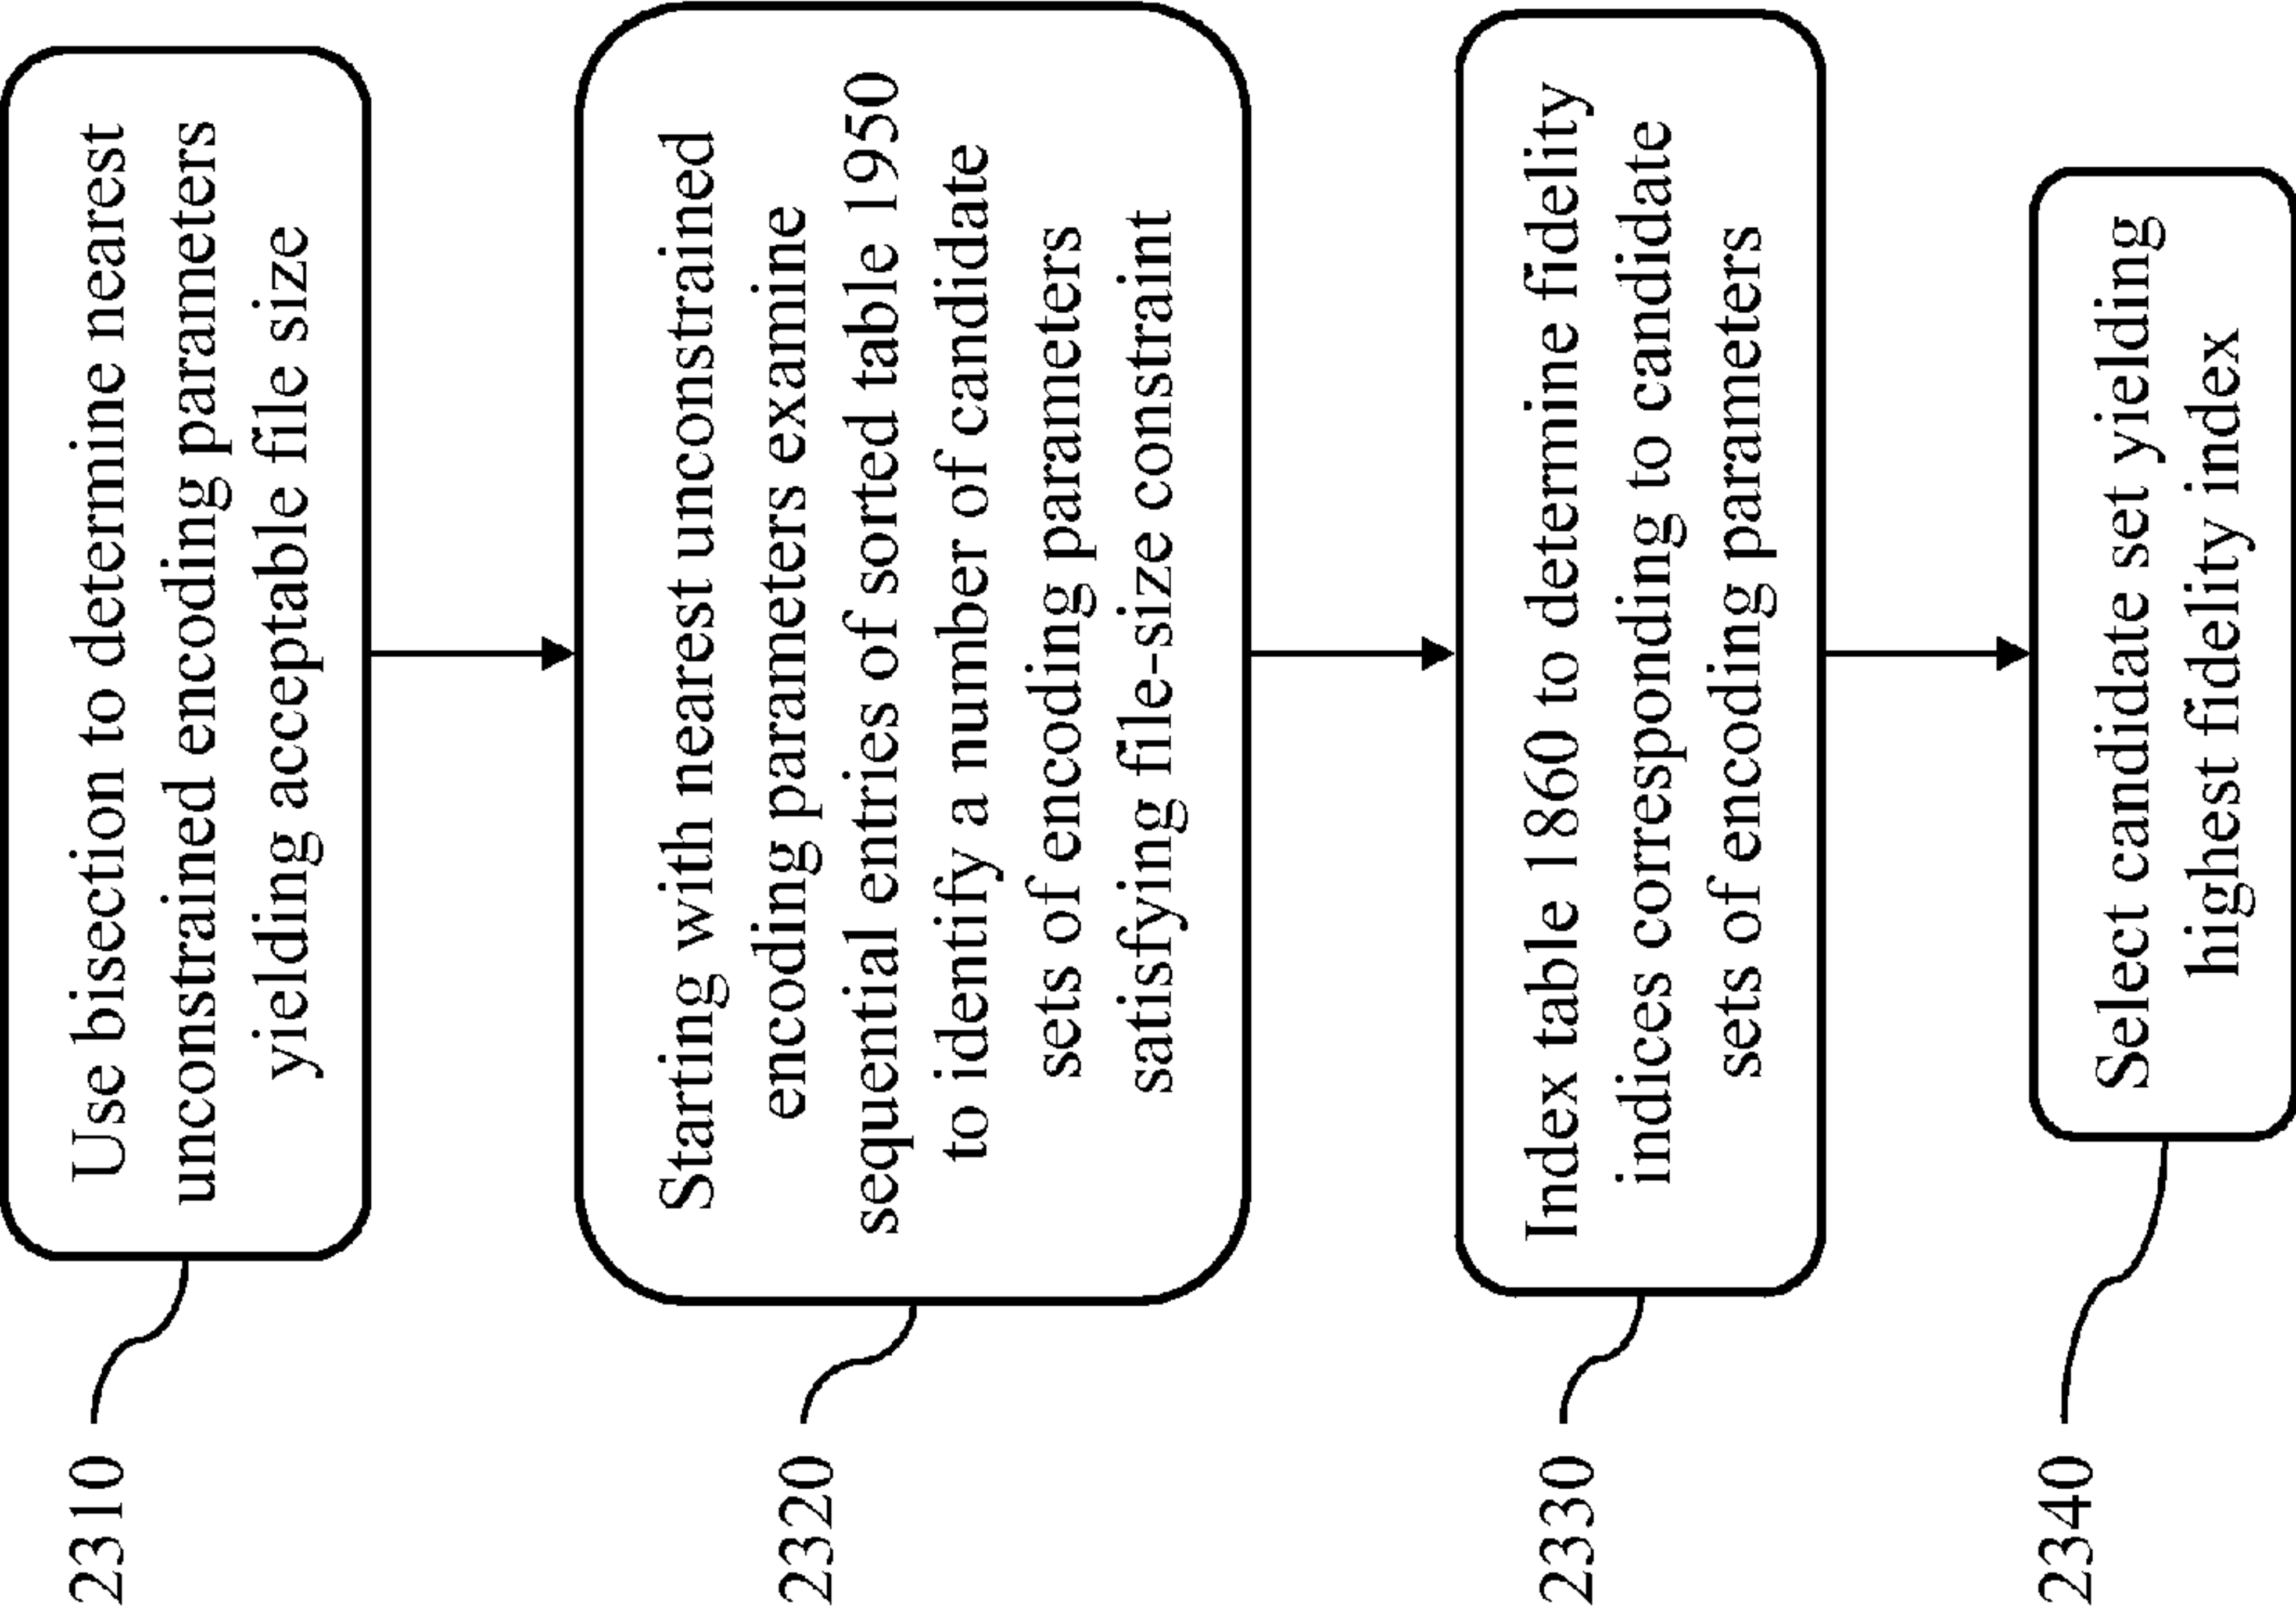 2310
Use bisection to determine nearest
unconstrained encoding parameters
yielding acceptable file size
2320
Starting with nearest unconstrained
encoding parameters examine
sequential entries of sorted table 1950
to identify a number of candidate
sets of encoding parameters
satisfying file-size constraint
2330
Index table 1860 to determine fidelity
indices corresponding to candidate
sets of encoding parameters
2340
Select candidate set yielding
highest fidelity index